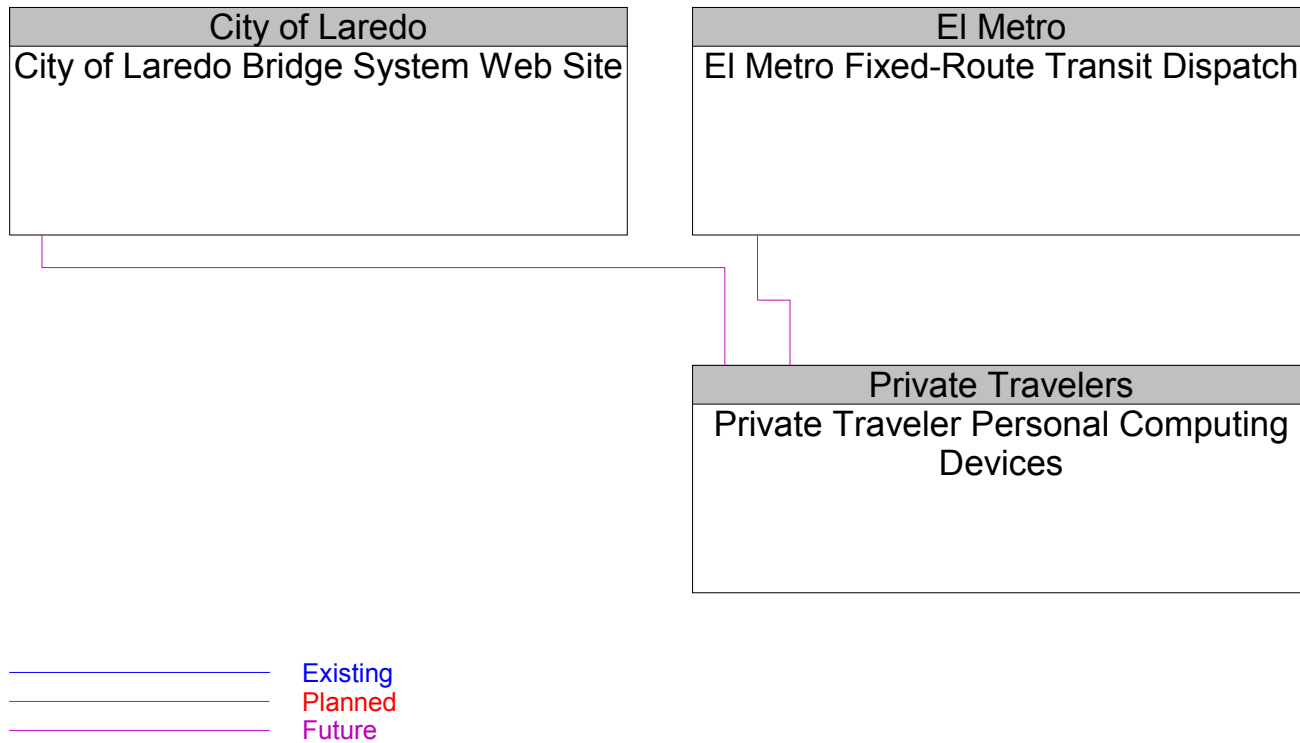 City of Laredo
City of Laredo Bridge System Web Site
El Metro
El Metro Fixed-Route Transit Dispatch
Private Travelers
Private Traveler Personal Computing
Devices
Existing
Planned
Future